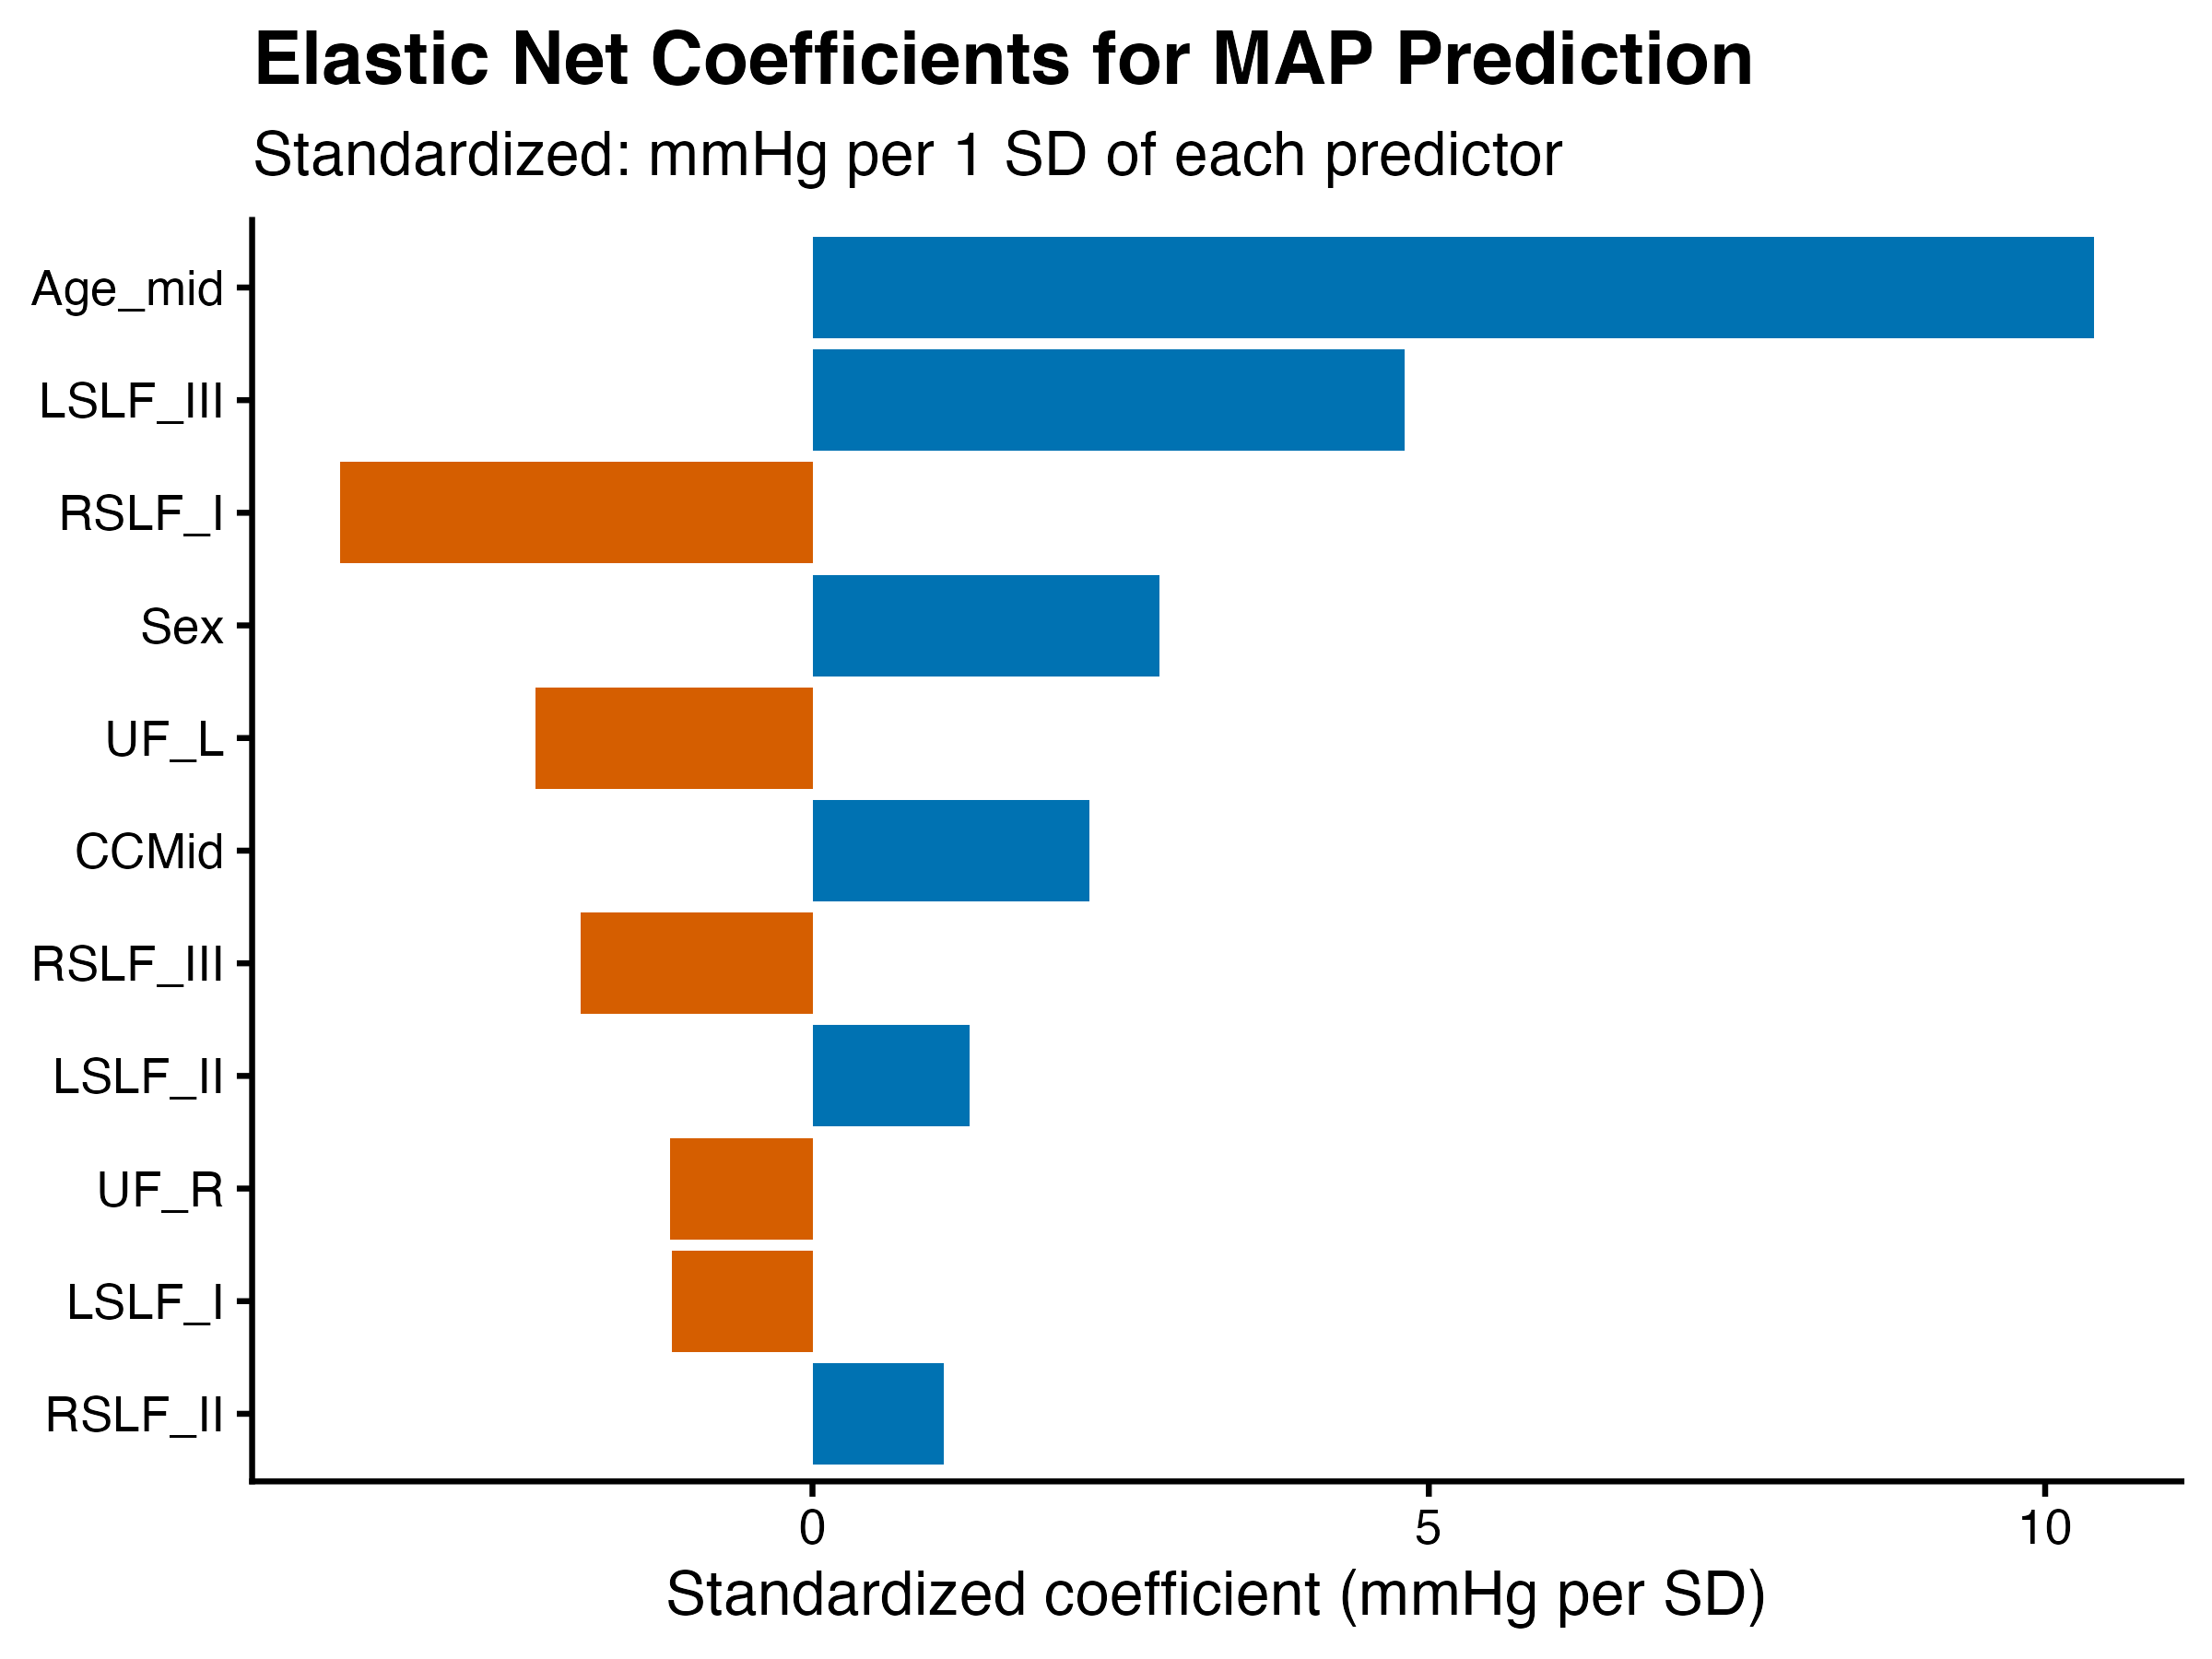 Elastic Net Coefficients for MAP Prediction
Standardized: mmHg per 1 SD of each predictor
Age_mid
LSLF_III
RSLF_I
Sex
UF_L
CCMid
RSLF_III
LSLF_II
UF_R
LSLF_I
RSLF_II
0 5 10
Standardized coefficient (mmHg per SD)